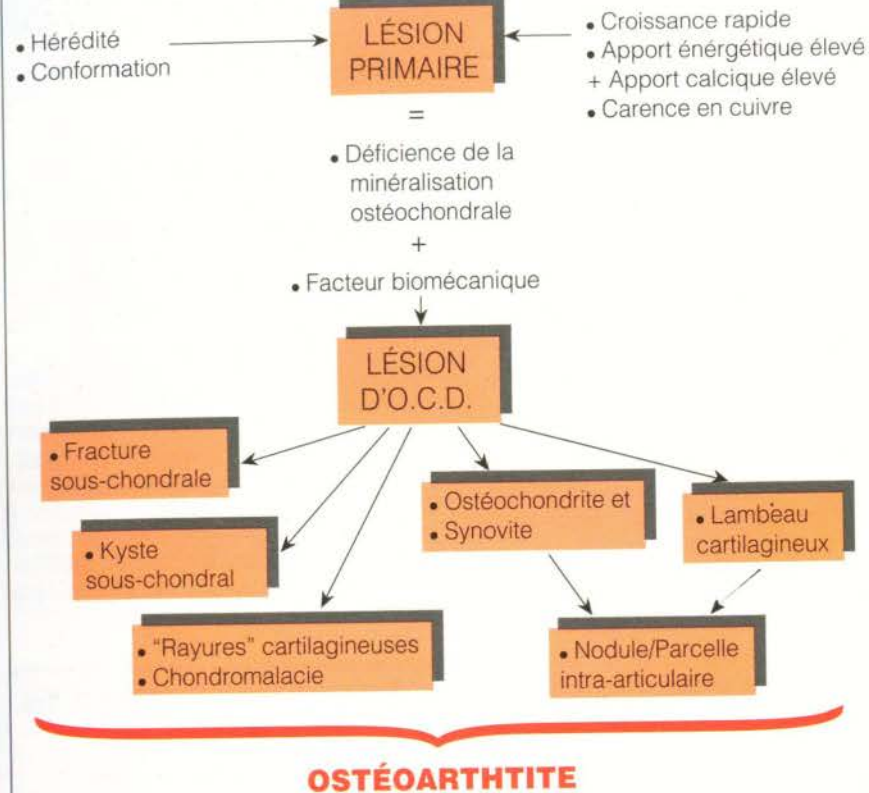 • Hérédité
• Conformation
LÉSION
PRIMAIRE
• Croissance rapide
• Apport énérgétique élevé
+ Apport calcique élevé
• Carence en cuivre
=
• Déficience de la
minéralisation
ostéochondrale
+
• Facteur biomécanique
LÉSION
D'O.C.D.
• Fracture
sous-chondrale
• Kyste
sous-chondral
• "Rayures" cartilagineuses
• Chondromalacie
• Ostéochondrite et
• Synovite
• Lambeau
cartilagineux
• Nodule/Parcelle
intra-articulaire
OSTÉOARTHTITE